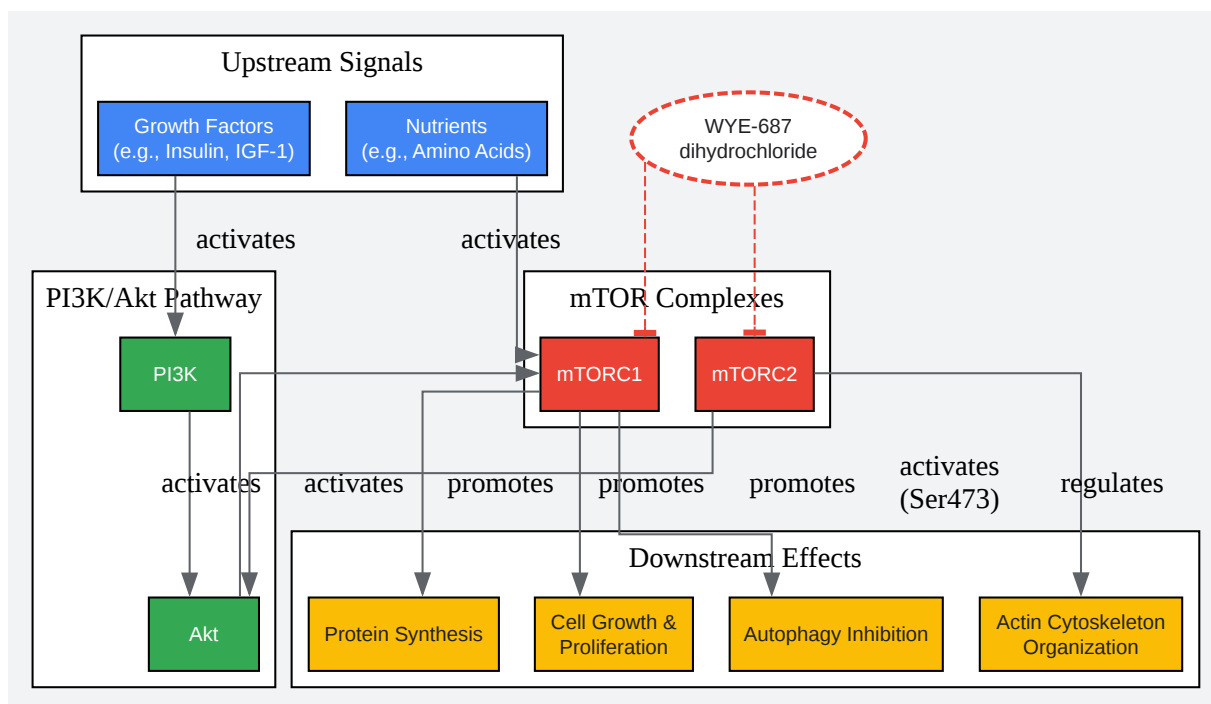 Upstream Signals
Growth Factors
(e.g., Insulin, IGF-1)
Nutrients
(e.g., Amino Acids)
WYE-687
dihydrochloride
activates
activates
PI3K/Akt Pathway
mTOR Complexes
PI3K
mTORC1
mTORC2
activates
activates
promotes
promotes
promotes
activates
(Ser473)
regulates
Downstream Effects
Akt
Protein Synthesis
Cell Growth &
Proliferation
Autophagy Inhibition
Actin Cytoskeleton
Organization